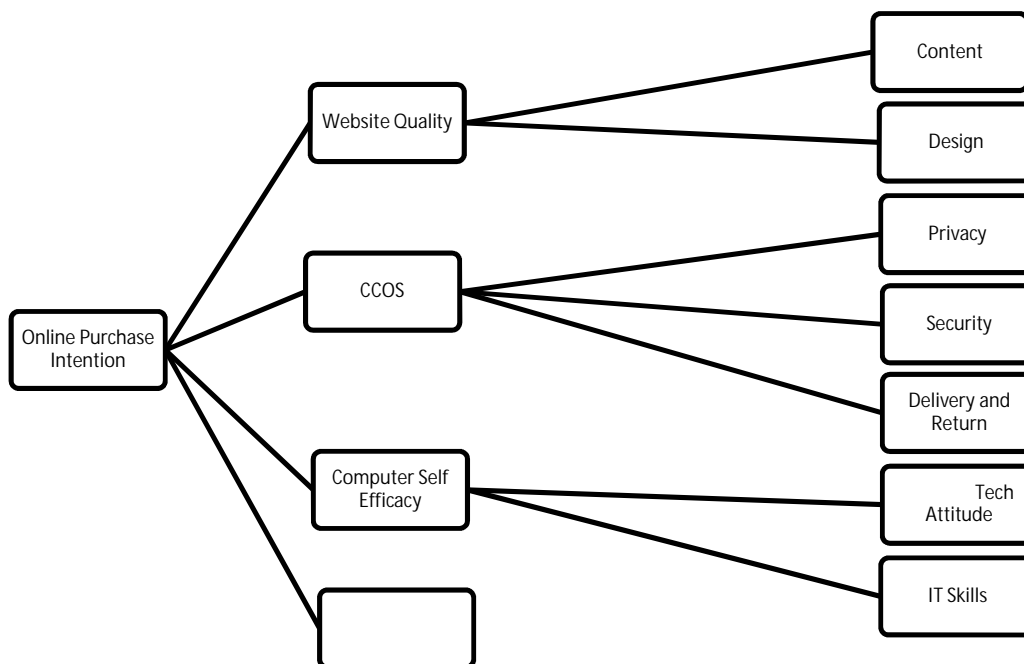 Content
Website Quality
Design
Privacy
CCOS
Security
Online Purchase
Intention
Delivery and
Return
Computer Self
Efficacy
Tech
Attitude
IT Skills